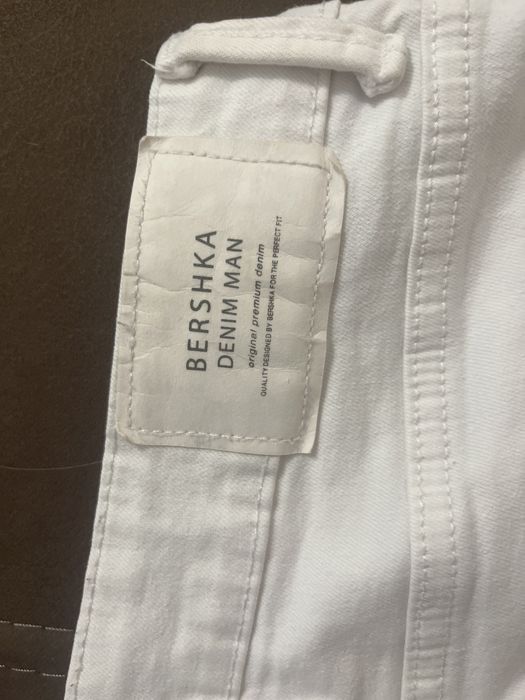 BERSHKA
DENIM MAN
original premium denim
QUALITY DESIGNED BY BERSHKA FOR THE PERFECT FIT